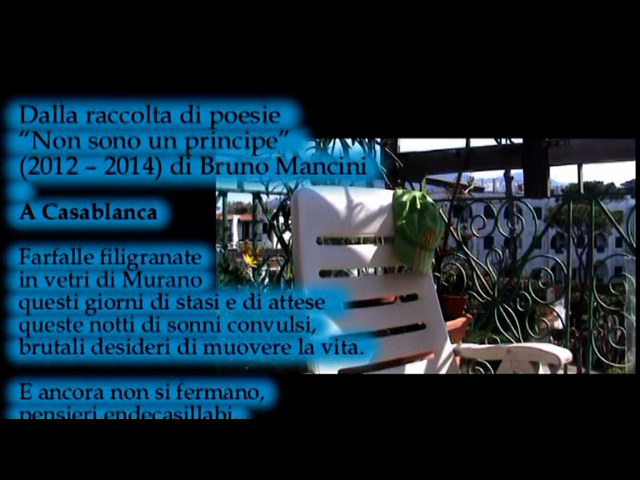 Dalla raccolta di poesie
“Non sono un principe”
(2012 – 2014) di Bruno Mancini
A Casablanca
Farfalle filigranate
in vetri di Murano
questi giorni di stasi e di attese
queste notti di sonni convulsi,
brutali desideri di muovere la vita.
E ancora non si fermano,
pensieri endecasillabi,